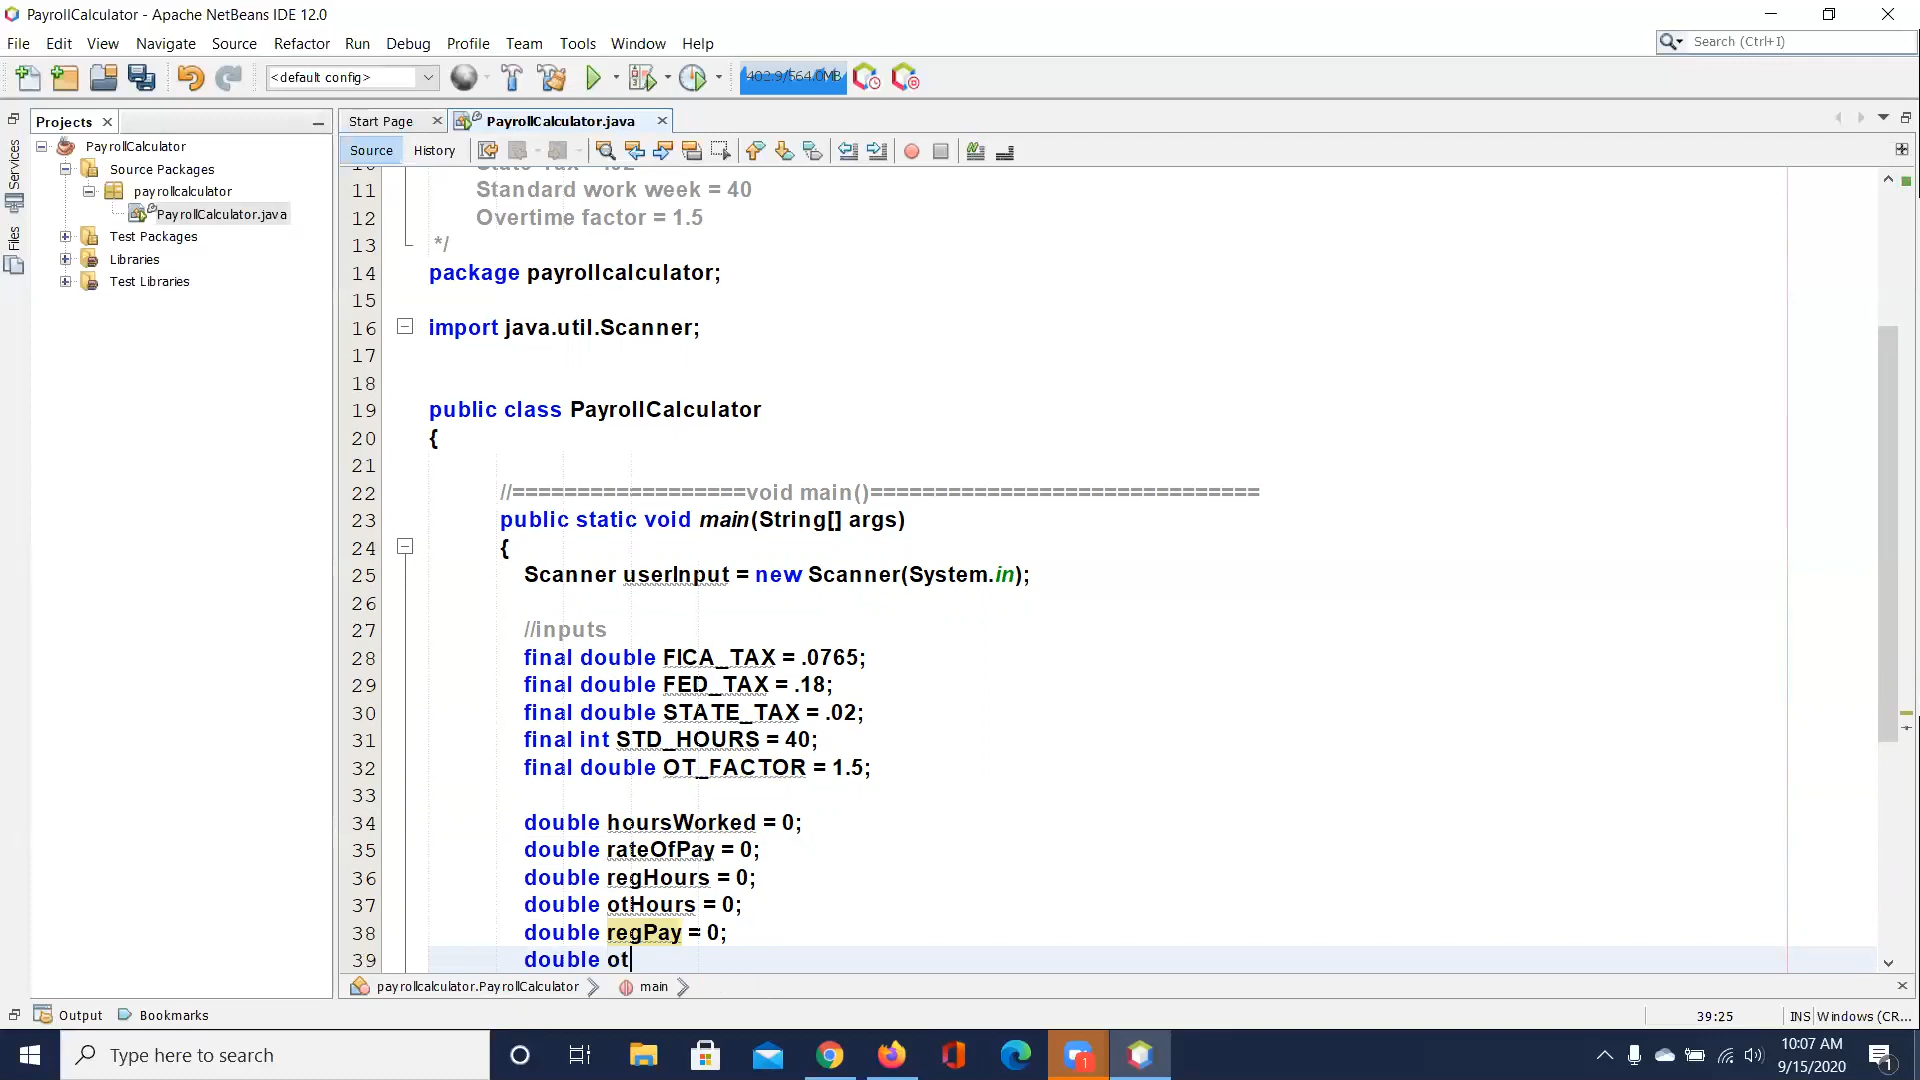 PayrollCalculator - Apache NetBeans IDE 12.0
File Edit View Navigate Source Refactor Run Debug Profile Team Tools Window Help
Search (Ctrl+I)
<default config>
402.9/564.0MB
Projects
Start Page
PayrollCalculator.java
Source
History
Services
Files
PayrollCalculator
Source Packages
payrollcalculator
PayrollCalculator.java
Test Packages
Libraries
Test Libraries
10 State Tax = .02
11 Standard work week = 40
12 Overtime factor = 1.5
13 */
14 package payrollcalculator;
15
16 import java.util.Scanner;
17
18
19 public class PayrollCalculator
20 {
21
22 //==================void main()==============================
23 public static void main(String[] args)
24 {
25 Scanner userInput = new Scanner(System.in);
26
27 //inputs
28 final double FICA_TAX = .0765;
29 final double FED_TAX = .18;
30 final double STATE_TAX = .02;
31 final int STD_HOURS = 40;
32 final double OT_FACTOR = 1.5;
33
34 double hoursWorked = 0;
35 double rateOfPay = 0;
36 double regHours = 0;
37 double otHours = 0;
38 double regPay = 0;
39 double ot
payrollcalculator.PayrollCalculator
main
Output
Bookmarks
39:25
INS
Windows (CR...
Type here to search
1
10:07 AM
9/15/2020
1